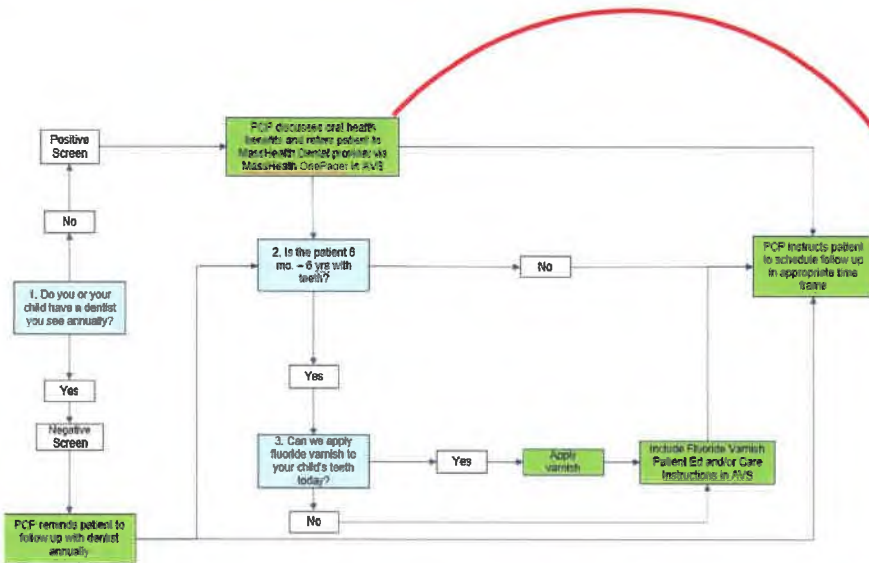 PCP discusses oral health
benefits and refers patient to
MassHealth Dental provider via
MassHealth OnePager in AVS
Positive
Screen
No
1. Do you or your
child have a dentist
you see annually?
Yes
Negative
Screen
PCP reminds patient to
follow up with dentist
annually
2. Is the patient 6
mo. – 6 yrs with
teeth?
No
Yes
3. Can we apply
fluoride varnish to
your child's teeth
today?
Yes
No
Apply
varnish
Include Fluoride Varnish
Patient Ed and/or Care
Instructions in AVS
PCP instructs patient
to schedule follow up
in appropriate time
frame